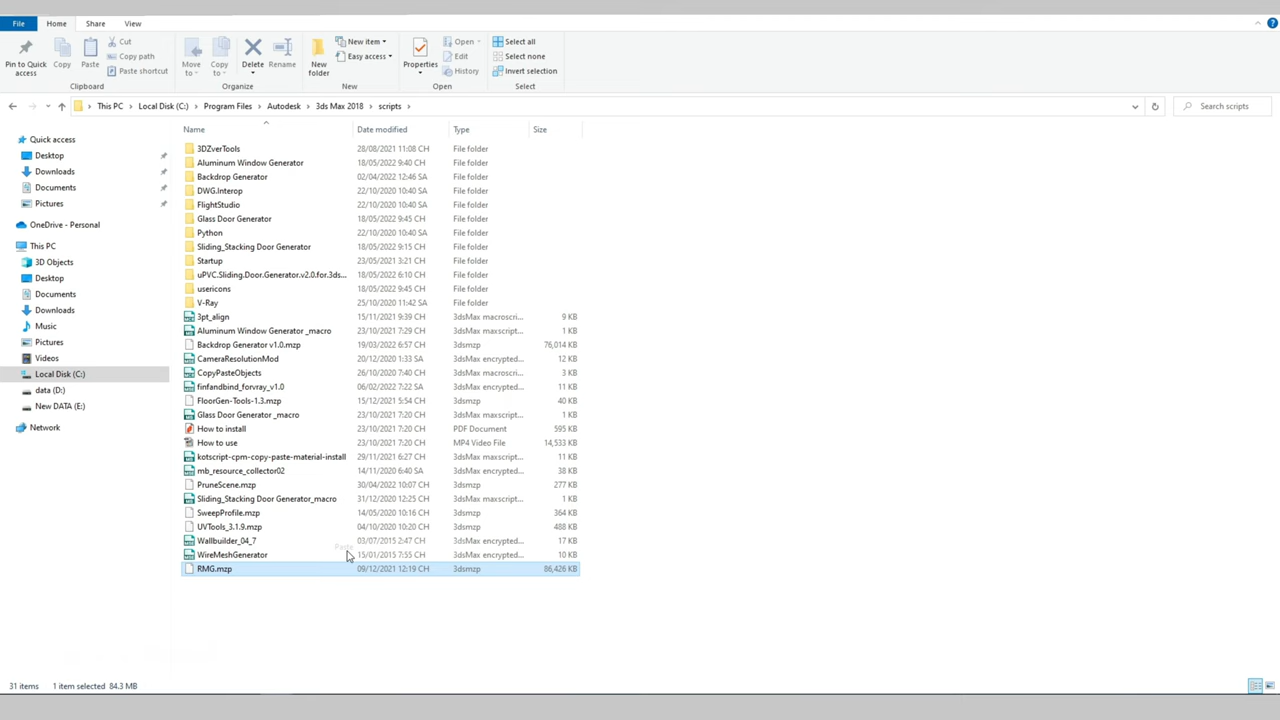 File Home Share View
Pin to Quick access
Copy
Paste
Cut
Copy path
Paste shortcut
Clipboard
Move to
Copy to
Delete
Rename
Organize
New folder
New item
Easy access
New
Properties
Open
Edit
History
Open
Select all
Select none
Invert selection
Select
This PC > Local Disk (C:) > Program Files > Autodesk > 3ds Max 2018 > scripts >
Search scripts
Quick access
Desktop
Downloads
Documents
Pictures
OneDrive - Personal
This PC
3D Objects
Desktop
Documents
Downloads
Music
Pictures
Videos
Local Disk (C:)
data (D:)
New DATA (E:)
Network
Name Date modified Type Size
3DZverTools 28/08/2021 11:08 CH File folder
Aluminum Window Generator 18/05/2022 9:40 CH File folder
Backdrop Generator 02/04/2022 12:46 SA File folder
DWG.Interop 22/10/2020 10:40 SA File folder
FlightStudio 22/10/2020 10:40 SA File folder
Glass Door Generator 18/05/2022 9:45 CH File folder
Python 22/10/2020 10:40 SA File folder
Sliding_Stacking Door Generator 18/05/2022 9:15 CH File folder
Startup 23/05/2021 3:21 CH File folder
uPVC.Sliding.Door.Generator.v2.0.for.3ds... 18/05/2022 6:10 CH File folder
usericons 18/05/2022 9:45 CH File folder
V-Ray 25/10/2020 11:42 SA File folder
3pt_align 15/11/2021 9:39 CH 3dsMax macroscri... 9 KB
Aluminum Window Generator _macro 23/10/2021 7:29 CH 3dsMax maxscript... 1 KB
Backdrop Generator v1.0.mzp 19/03/2022 6:57 CH 3dsmzp 76,014 KB
CameraResolutionMod 20/12/2020 1:33 SA 3dsMax encrypted... 12 KB
CopyPasteObjects 26/10/2020 7:40 CH 3dsMax macroscri... 3 KB
finfandbind_forvray_v1.0 06/02/2022 7:22 SA 3dsMax encrypted... 11 KB
FloorGen-Tools-1.3.mzp 15/12/2021 5:54 CH 3dsmzp 40 KB
Glass Door Generator _macro 23/10/2021 7:20 CH 3dsMax maxscript... 1 KB
How to install 23/10/2021 7:20 CH PDF Document 595 KB
How to use 23/10/2021 7:20 CH MP4 Video File 14,533 KB
kotscript-cpm-copy-paste-material-install 29/11/2021 6:27 CH 3dsMax maxscript... 11 KB
mb_resource_collector02 14/11/2020 6:40 SA 3dsMax encrypted... 38 KB
PruneScene.mzp 30/04/2022 10:07 CH 3dsmzp 277 KB
Sliding_Stacking Door Generator_macro 31/12/2020 12:25 CH 3dsMax maxscript... 1 KB
SweepProfile.mzp 14/05/2020 10:16 CH 3dsmzp 364 KB
UVTools_3.1.9.mzp 04/10/2020 10:20 CH 3dsmzp 488 KB
Wallbuilder_04_7 03/07/2015 2:47 CH 3dsMax encrypted... 17 KB
WireMeshGenerator 15/01/2015 7:55 CH 3dsMax encrypted... 10 KB
RMG.mzp 09/12/2021 12:19 CH 3dsmzp 86,426 KB
Paste
31 items 1 item selected 84.3 MB